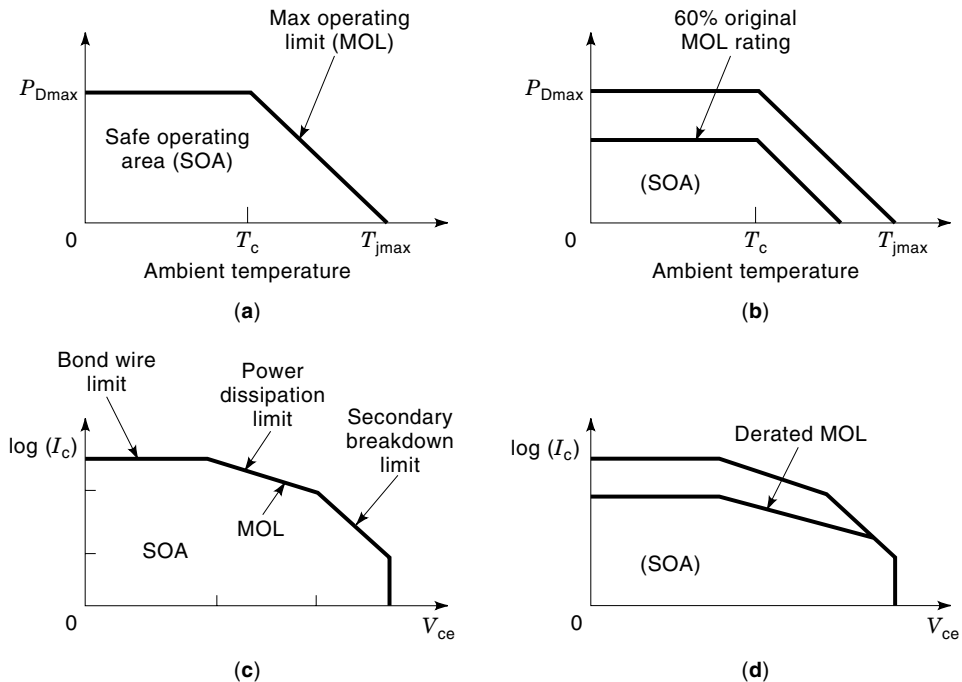 Max operating
limit (MOL)
P_Dmax
Safe operating
area (SOA)
0
T_c
T_jmax
Ambient temperature
(a)
60% original
MOL rating
P_Dmax
(SOA)
0
T_c
T_jmax
Ambient temperature
(b)
Bond wire
limit
Power
dissipation
limit
Secondary
breakdown
limit
log (I_c)
MOL
SOA
0
V_ce
(c)
log (I_c)
Derated MOL
(SOA)
0
V_ce
(d)